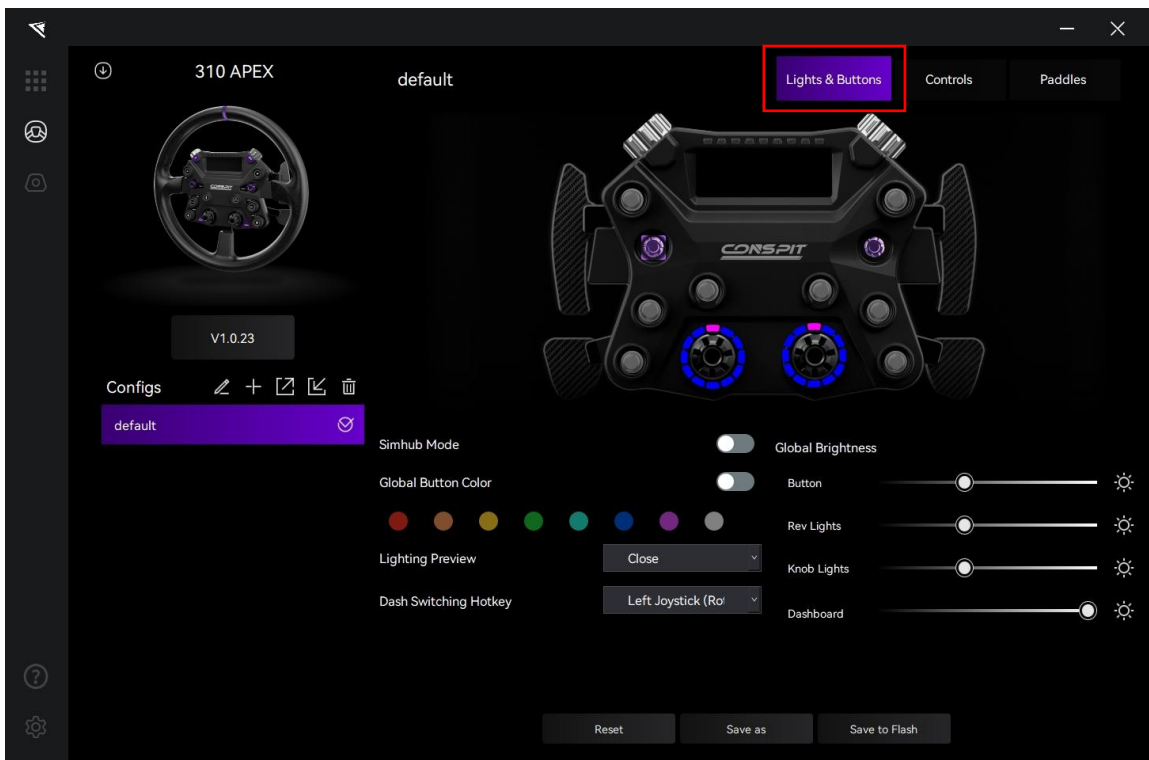 310 APEX
default
Lights & Buttons
Controls
Paddles
CONSPIT
CONSPIT
V1.0.23
Configs
default
Simhub Mode
Global Brightness
Global Button Color
Button
Rev Lights
Lighting Preview
Close
Knob Lights
Dash Switching Hotkey
Left Joystick (Ro
Dashboard
Reset
Save as
Save to Flash